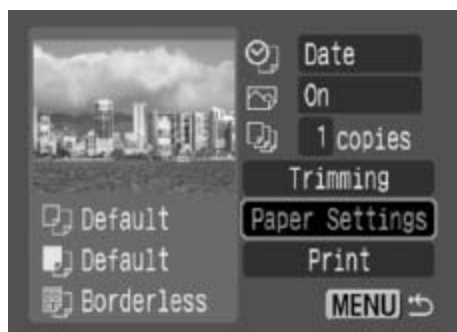 Date
On
1 copies
Trimming
Default
Paper Settings
Default
Print
Borderless
MENU